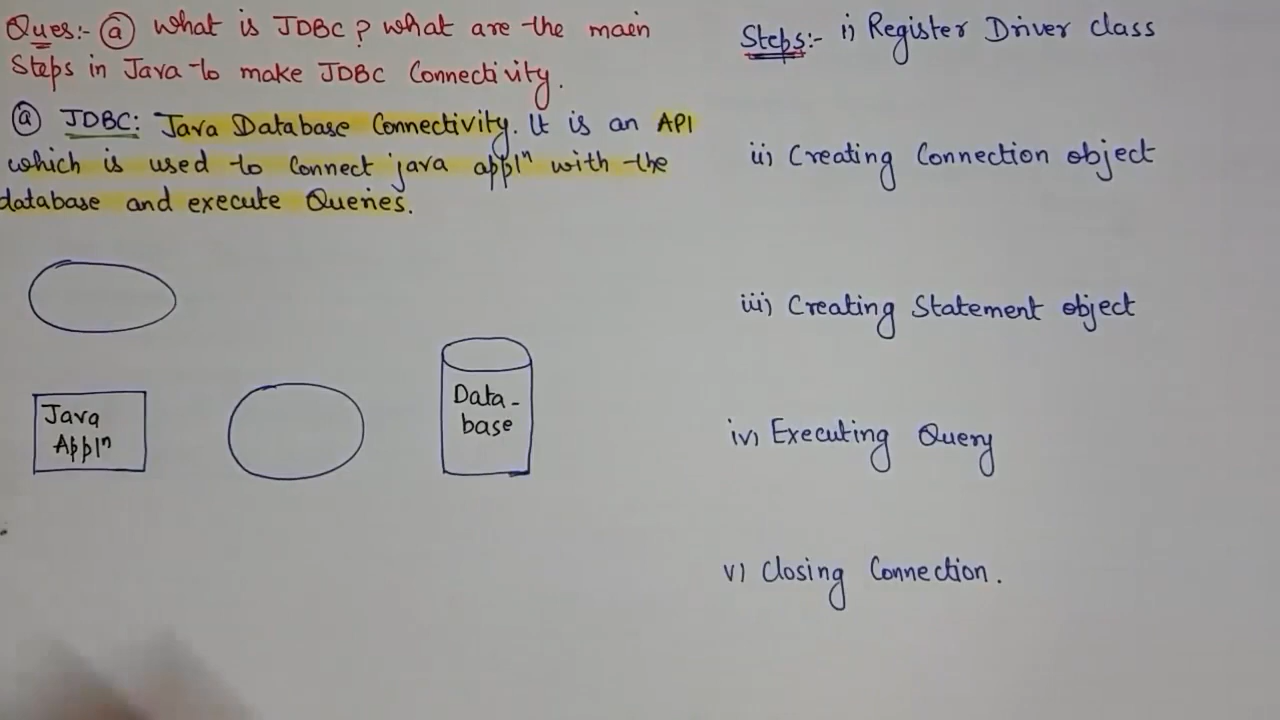 Ques:- ⓐ What is JDBC? What are the main
Steps in Java to make JDBC Connectivity.
ⓐ JDBC: Java Database Connectivity. It is an API
which is used to connect java applⁿ with the
database and execute Queries.
Java
Applⁿ
Data-
base
Steps:- i) Register Driver class
ii) Creating Connection object
iii) Creating Statement object
iv) Executing Query
v) Closing Connection.